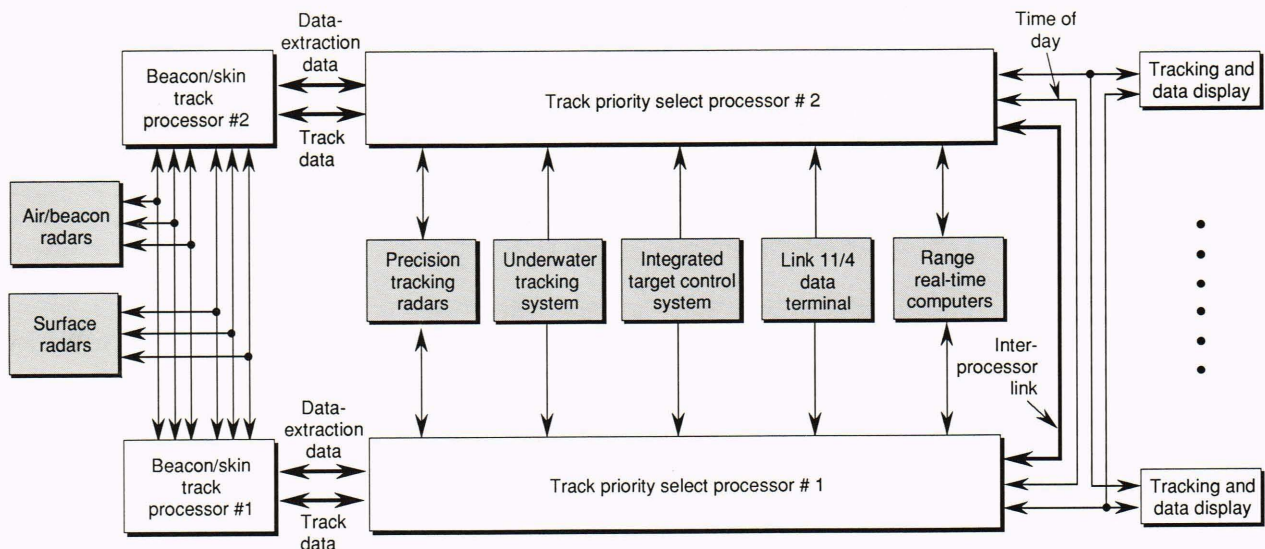 Data-
extraction
data
Time of
day
Beacon/skin
track
processor #2
Track priority select processor # 2
Tracking and
data display
Track
data
Air/beacon
radars
Precision
tracking
radars
Underwater
tracking
system
Integrated
target control
system
Link 11/4
data
terminal
Range
real-time
computers
Surface
radars
Inter-
processor
link
Data-
extraction
data
Beacon/skin
track
processor #1
Track priority select processor # 1
Tracking and
data display
Track
data